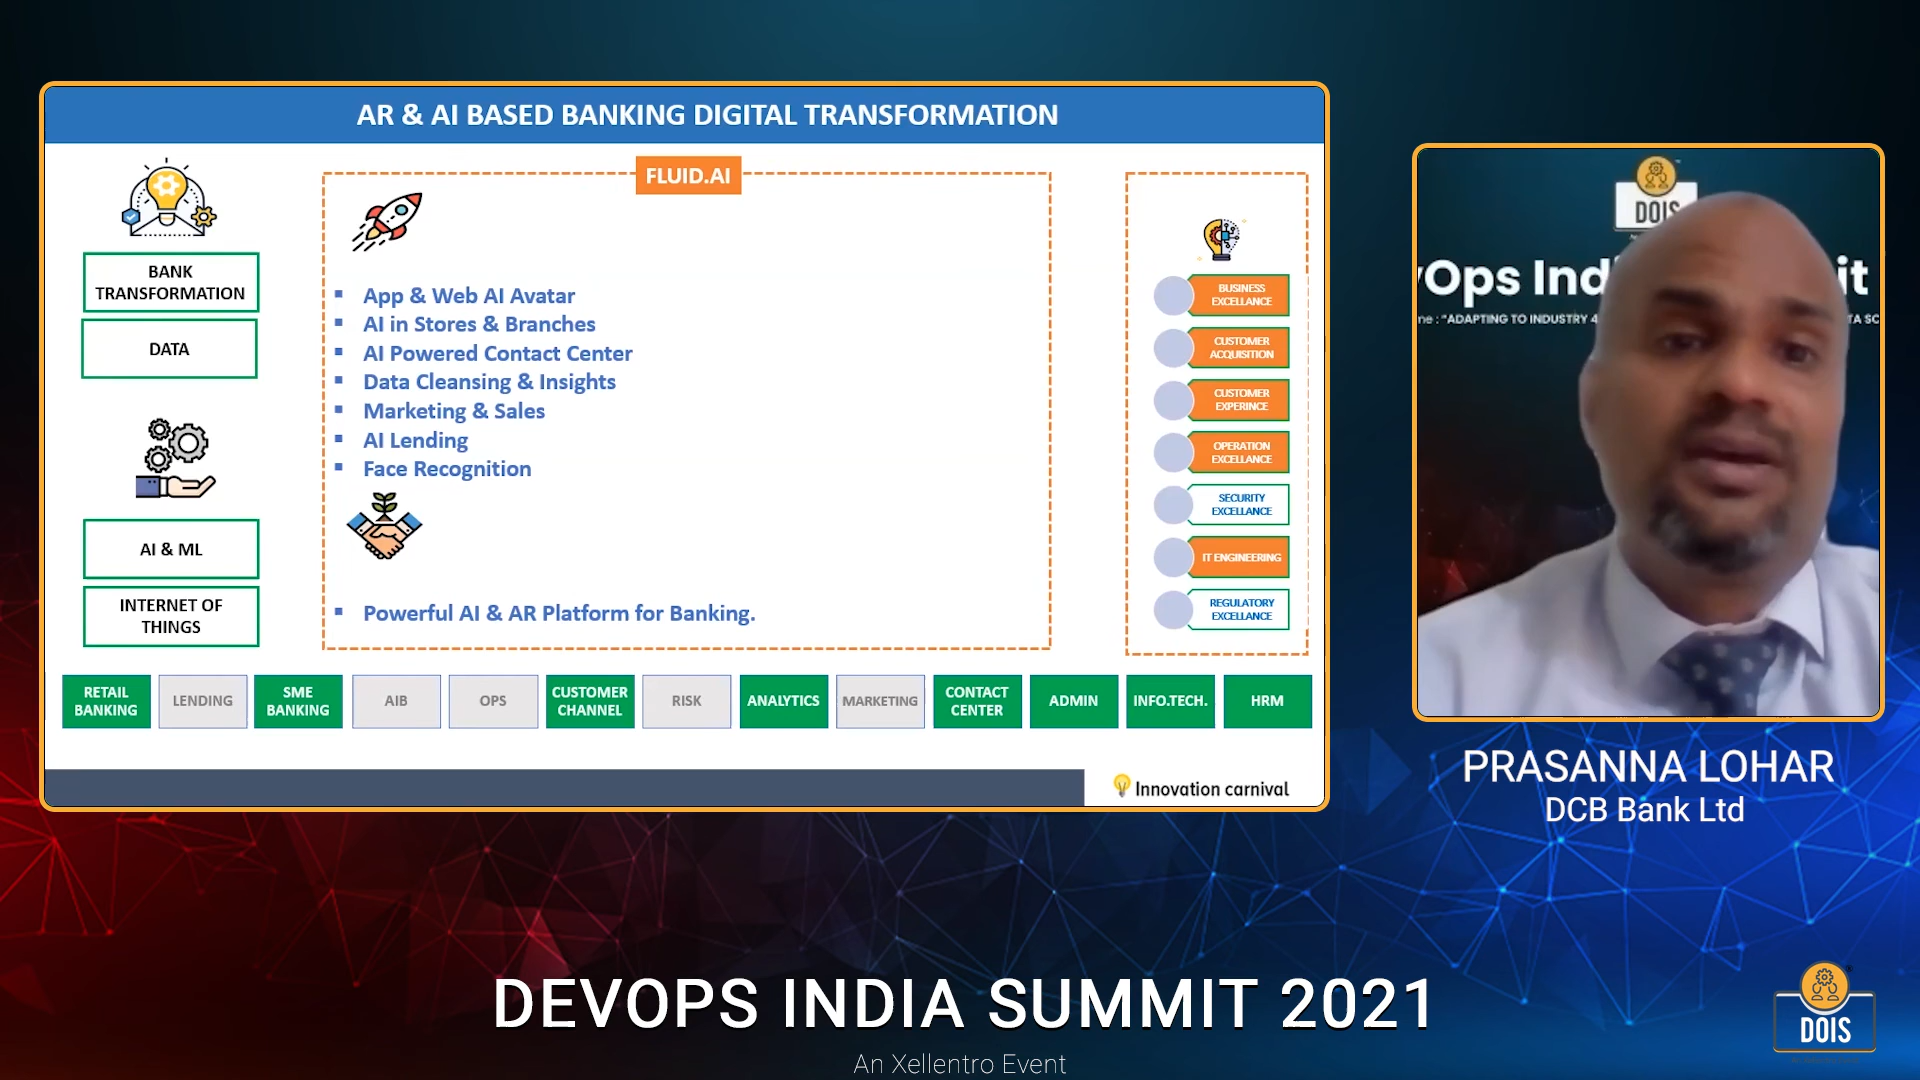 AR & AI BASED BANKING DIGITAL TRANSFORMATION
FLUID.AI
BANK
TRANSFORMATION
DATA
AI & ML
INTERNET OF
THINGS
App & Web AI Avatar
AI in Stores & Branches
AI Powered Contact Center
Data Cleansing & Insights
Marketing & Sales
AI Lending
Face Recognition
Powerful AI & AR Platform for Banking.
BUSINESS
EXCELLANCE
CUSTOMER
ACQUISITION
CUSTOMER
EXPERINCE
OPERATION
EXCELLANCE
SECURITY
EXCELLANCE
IT ENGINEERING
REGULATORY
EXCELLANCE
RETAIL
BANKING
LENDING
SME
BANKING
AIB
OPS
CUSTOMER
CHANNEL
RISK
ANALYTICS
MARKETING
CONTACT
CENTER
ADMIN
INFO.TECH.
HRM
Innovation carnival
DOIS
Ops Ind it
"ADAPTING TO INDUSTRY 4
PRASANNA LOHAR
DCB Bank Ltd
DEVOPS INDIA SUMMIT 2021
An Xellentro Event
DOIS